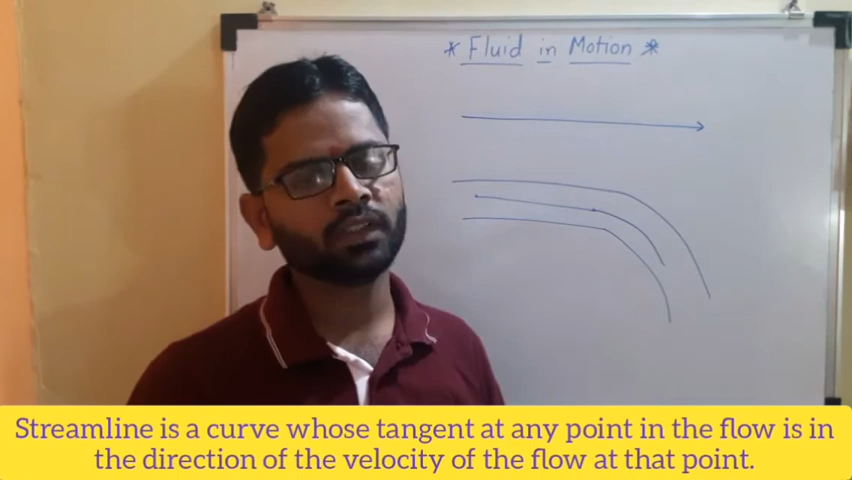 * Fluid in Motion *
Streamline is a curve whose tangent at any point in the flow is in
the direction of the velocity of the flow at that point.